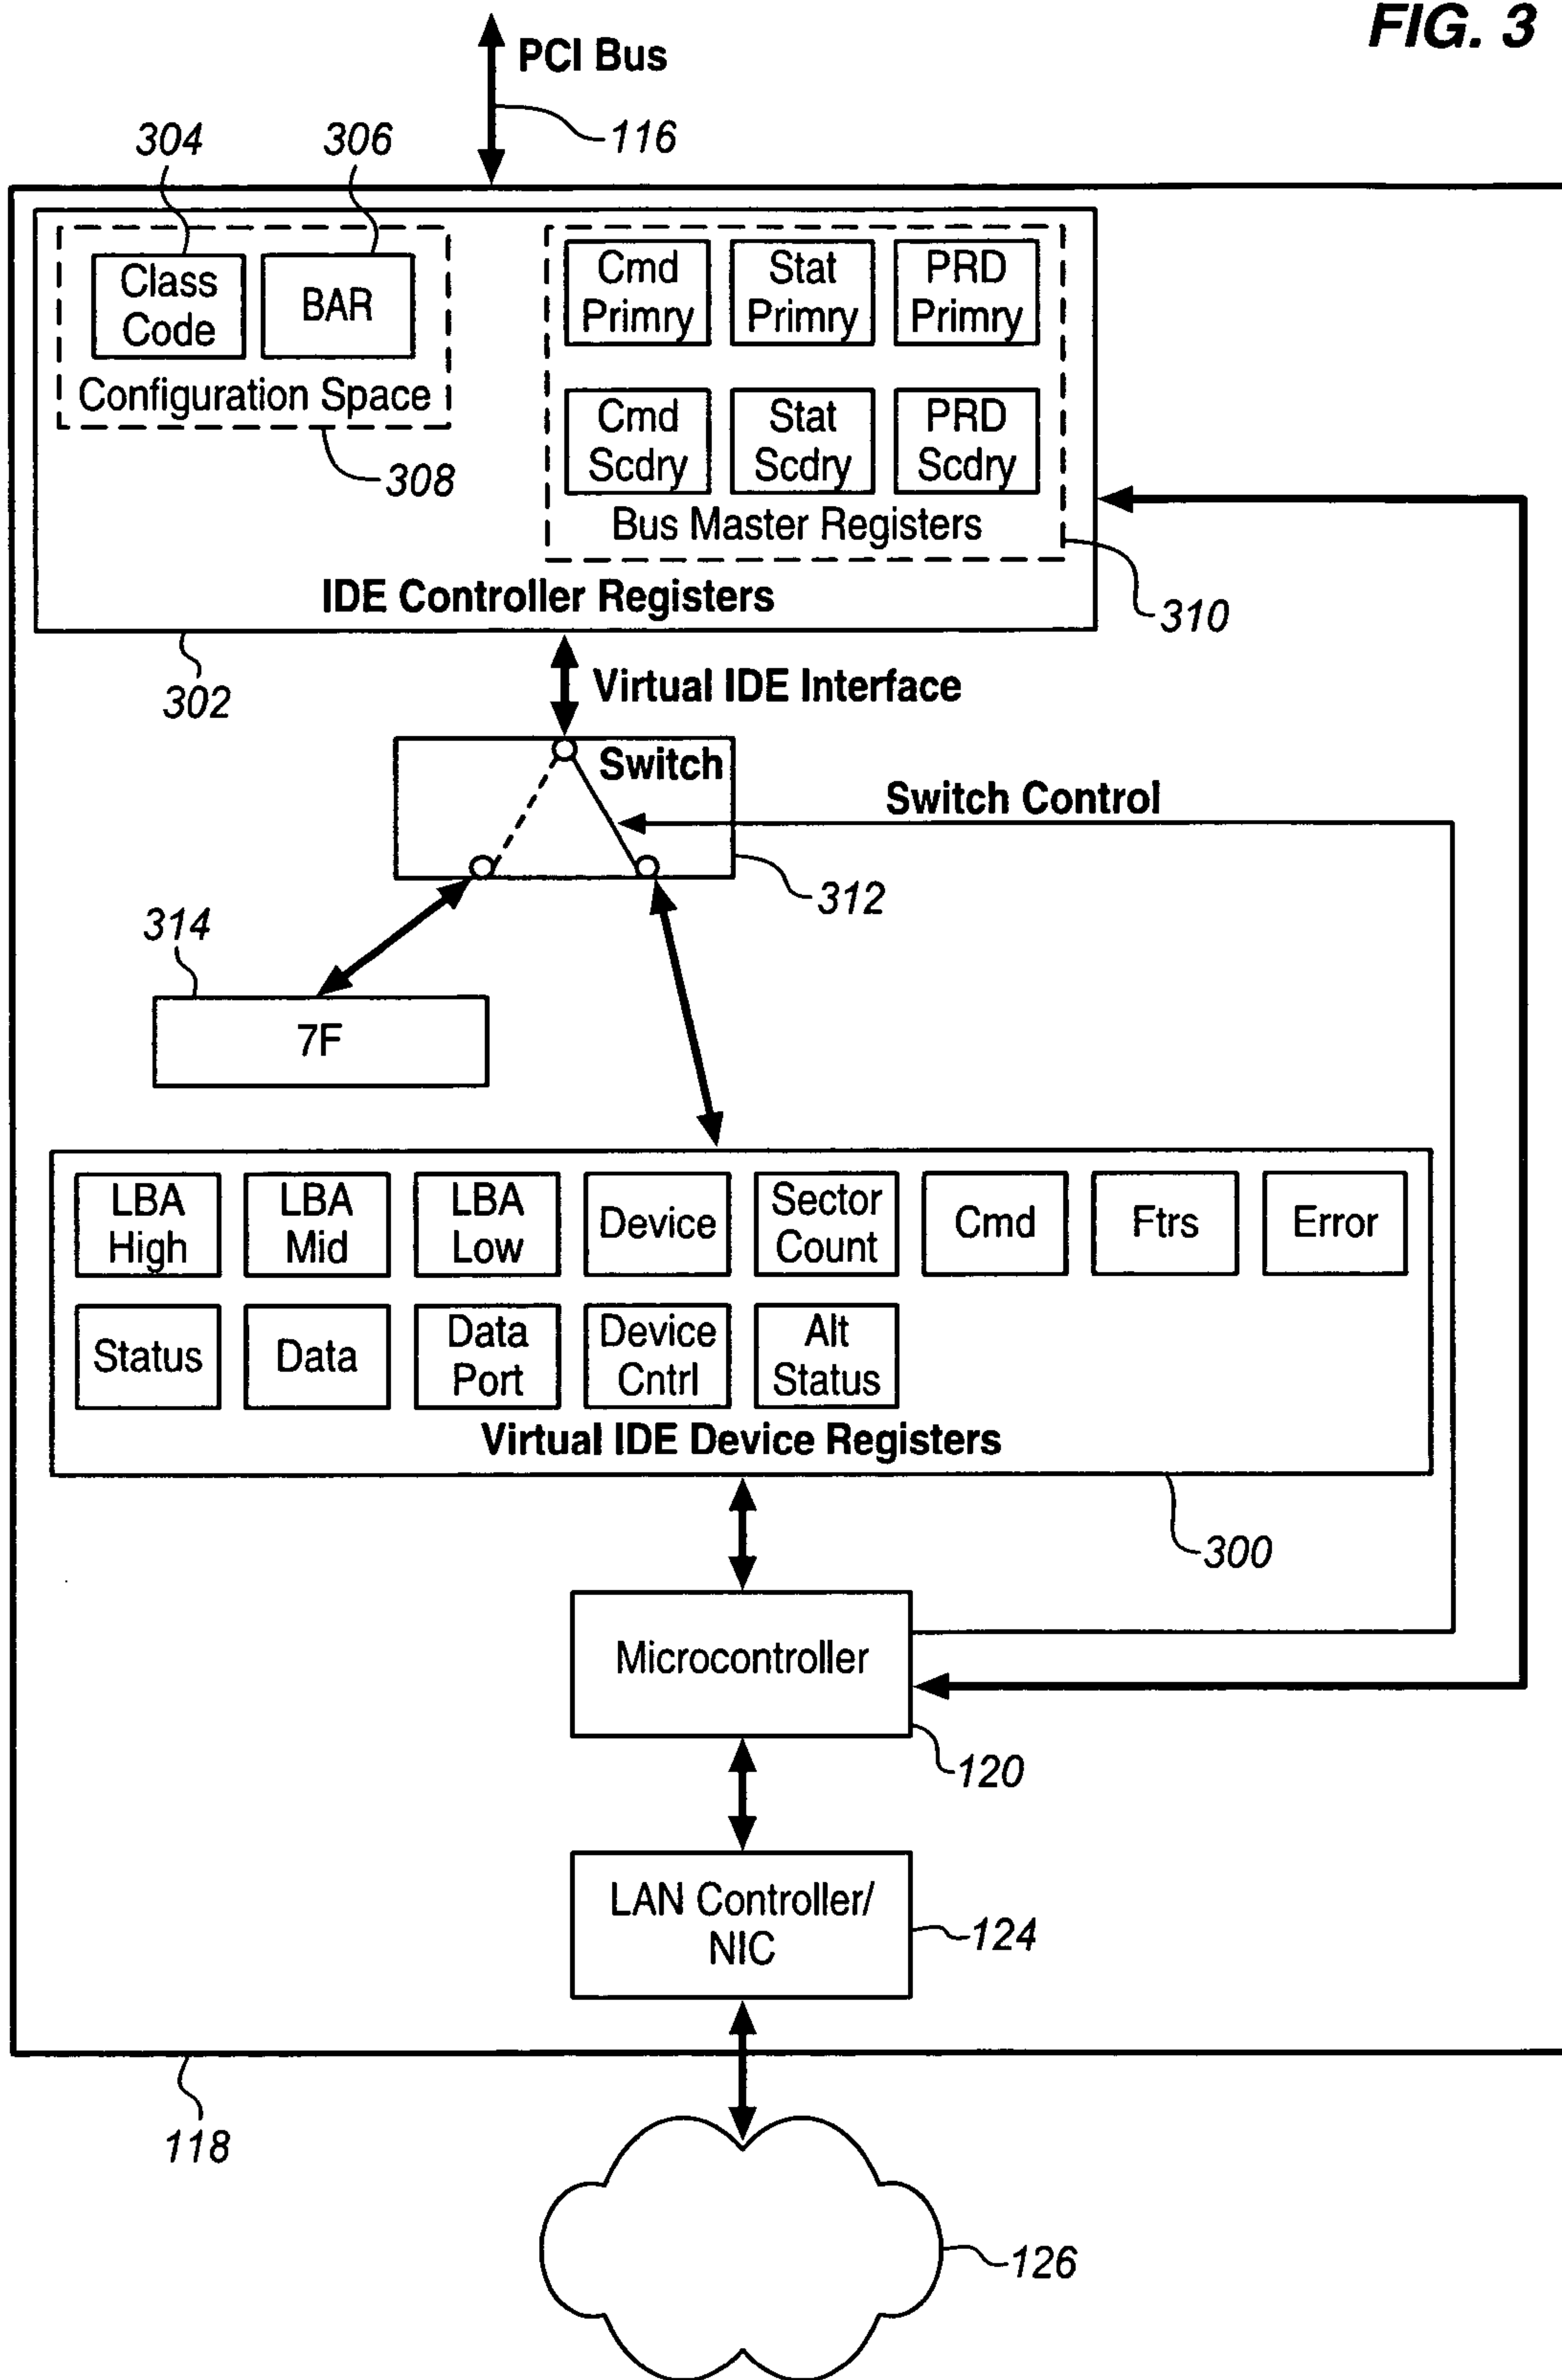 FIG. 3
PCI Bus
116
304
306
Class
Code
BAR
Configuration Space
308
Cmd
Primry
Stat
Primry
PRD
Primry
Cmd
Scdry
Stat
Scdry
PRD
Scdry
Bus Master Registers
310
IDE Controller Registers
302
Virtual IDE Interface
Switch
Switch Control
312
314
7F
LBA
High
LBA
Mid
LBA
Low
Device
Sector
Count
Cmd
Ftrs
Error
Status
Data
Data
Port
Device
Cntrl
Alt
Status
Virtual IDE Device Registers
300
Microcontroller
120
LAN Controller/
NIC
124
118
126